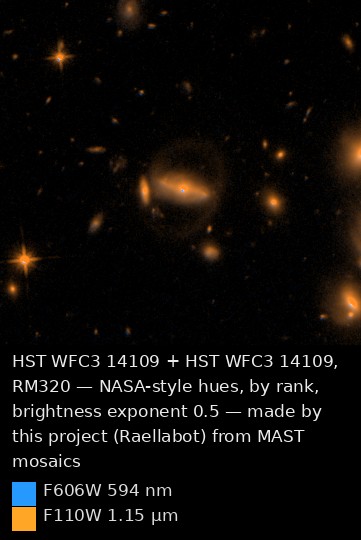 HST WFC3 14109 + HST WFC3 14109,
RM320 — NASA-style hues, by rank,
brightness exponent 0.5 — made by
this project (Raellabot) from MAST
mosaics
F606W 594 nm
F110W 1.15 µm